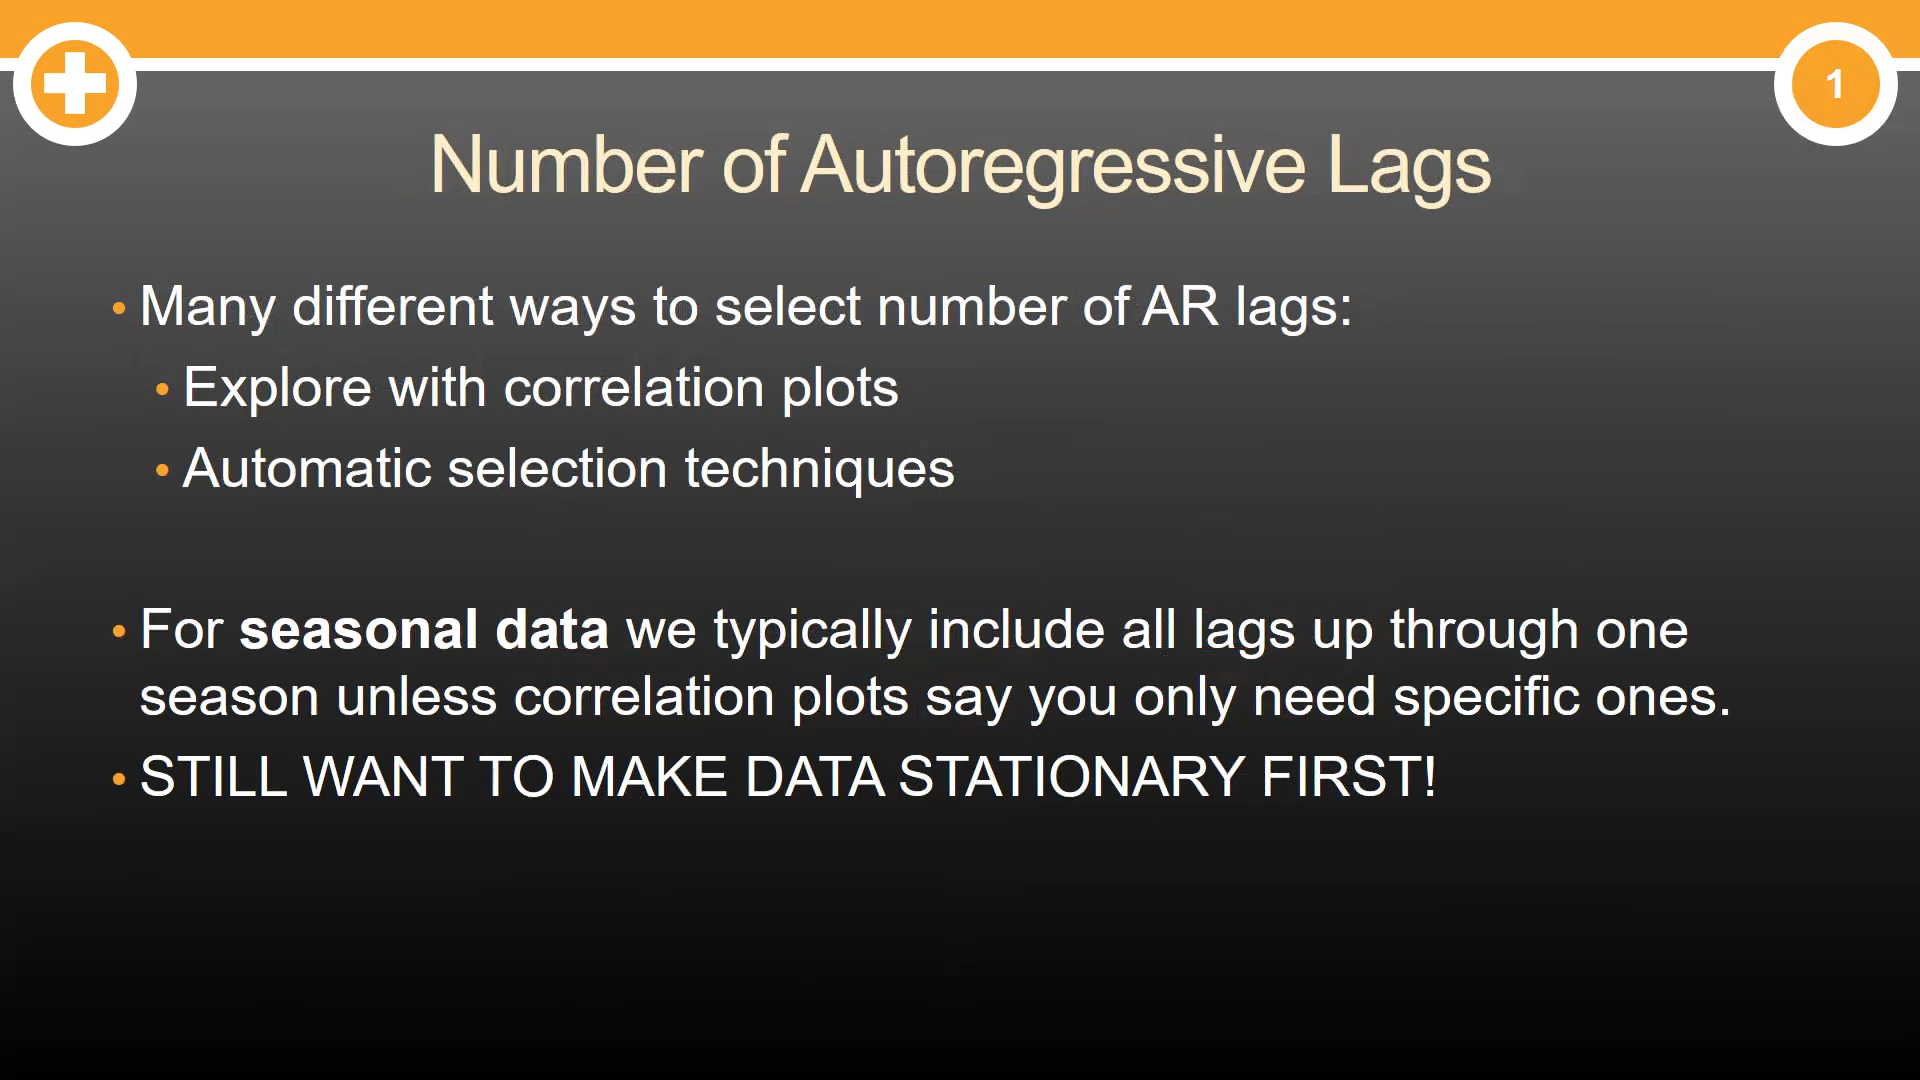 1
Number of Autoregressive Lags
• Many different ways to select number of AR lags:
• Explore with correlation plots
• Automatic selection techniques
• For seasonal data we typically include all lags up through one
season unless correlation plots say you only need specific ones.
• STILL WANT TO MAKE DATA STATIONARY FIRST!